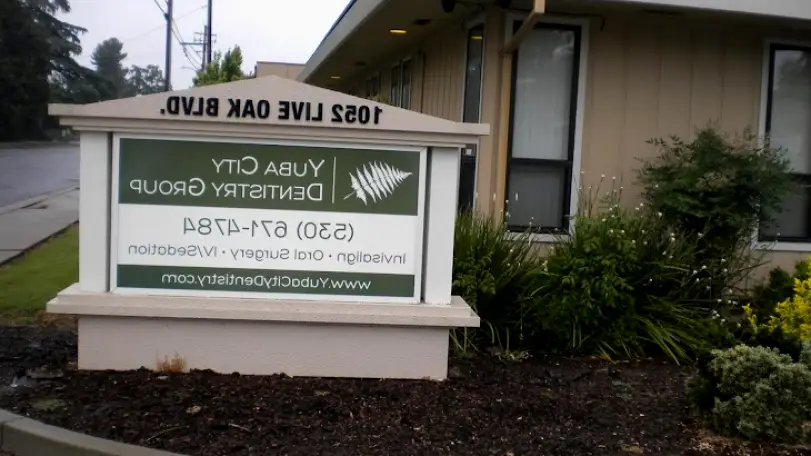 1052 LIVE OAK BLVD.
YUBA CITY
DENTISTRY GROUP
(530) 671-4784
Invisalign • Oral Surgery • IV/Sedation
www.YubaCityDentistry.com